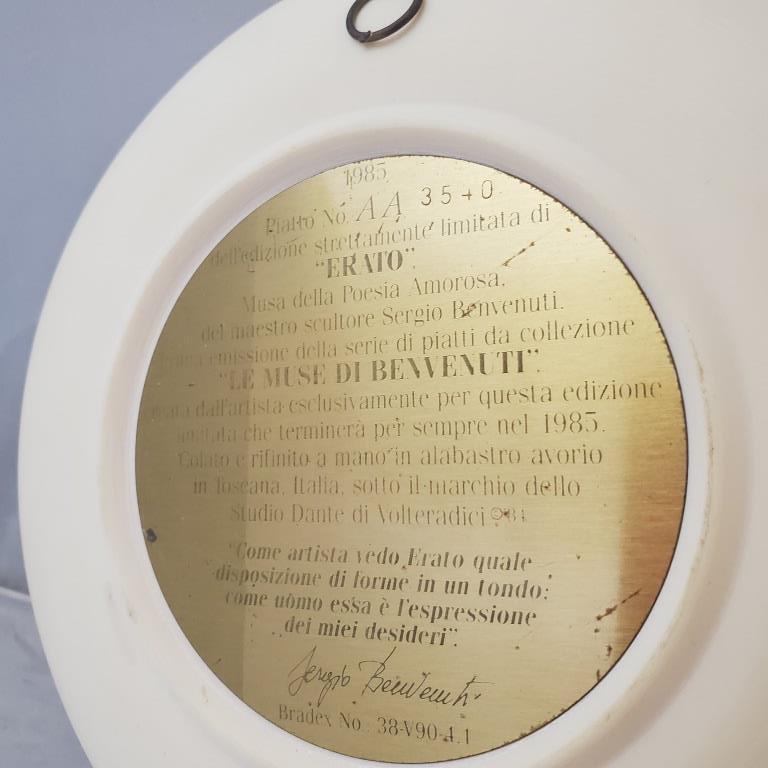 1985
Piatto No. AA 35+0
dell'edizione strettamente limitata di
"ERATO",
Musa della Poesia Amorosa,
del maestro scultore Sergio Benvenuti.
emissione della serie di piatti da collezione
"LE MUSE DI BENVENUTI".
dall'artista esclusivamente per questa edizione
limitata che terminerà per sempre nel 1985.
Colato e rifinito a mano in alabastro avorio
in Toscana, Italia, sotto il marchio dello
Studio Dante di Volteradici ©'84
"Come artista vedo Erato quale
disposizione di forme in un tondo:
come uomo essa è l'espressione
dei miei desideri".
Sergio Benvenuti
Bradex No. 38-V90-4.1